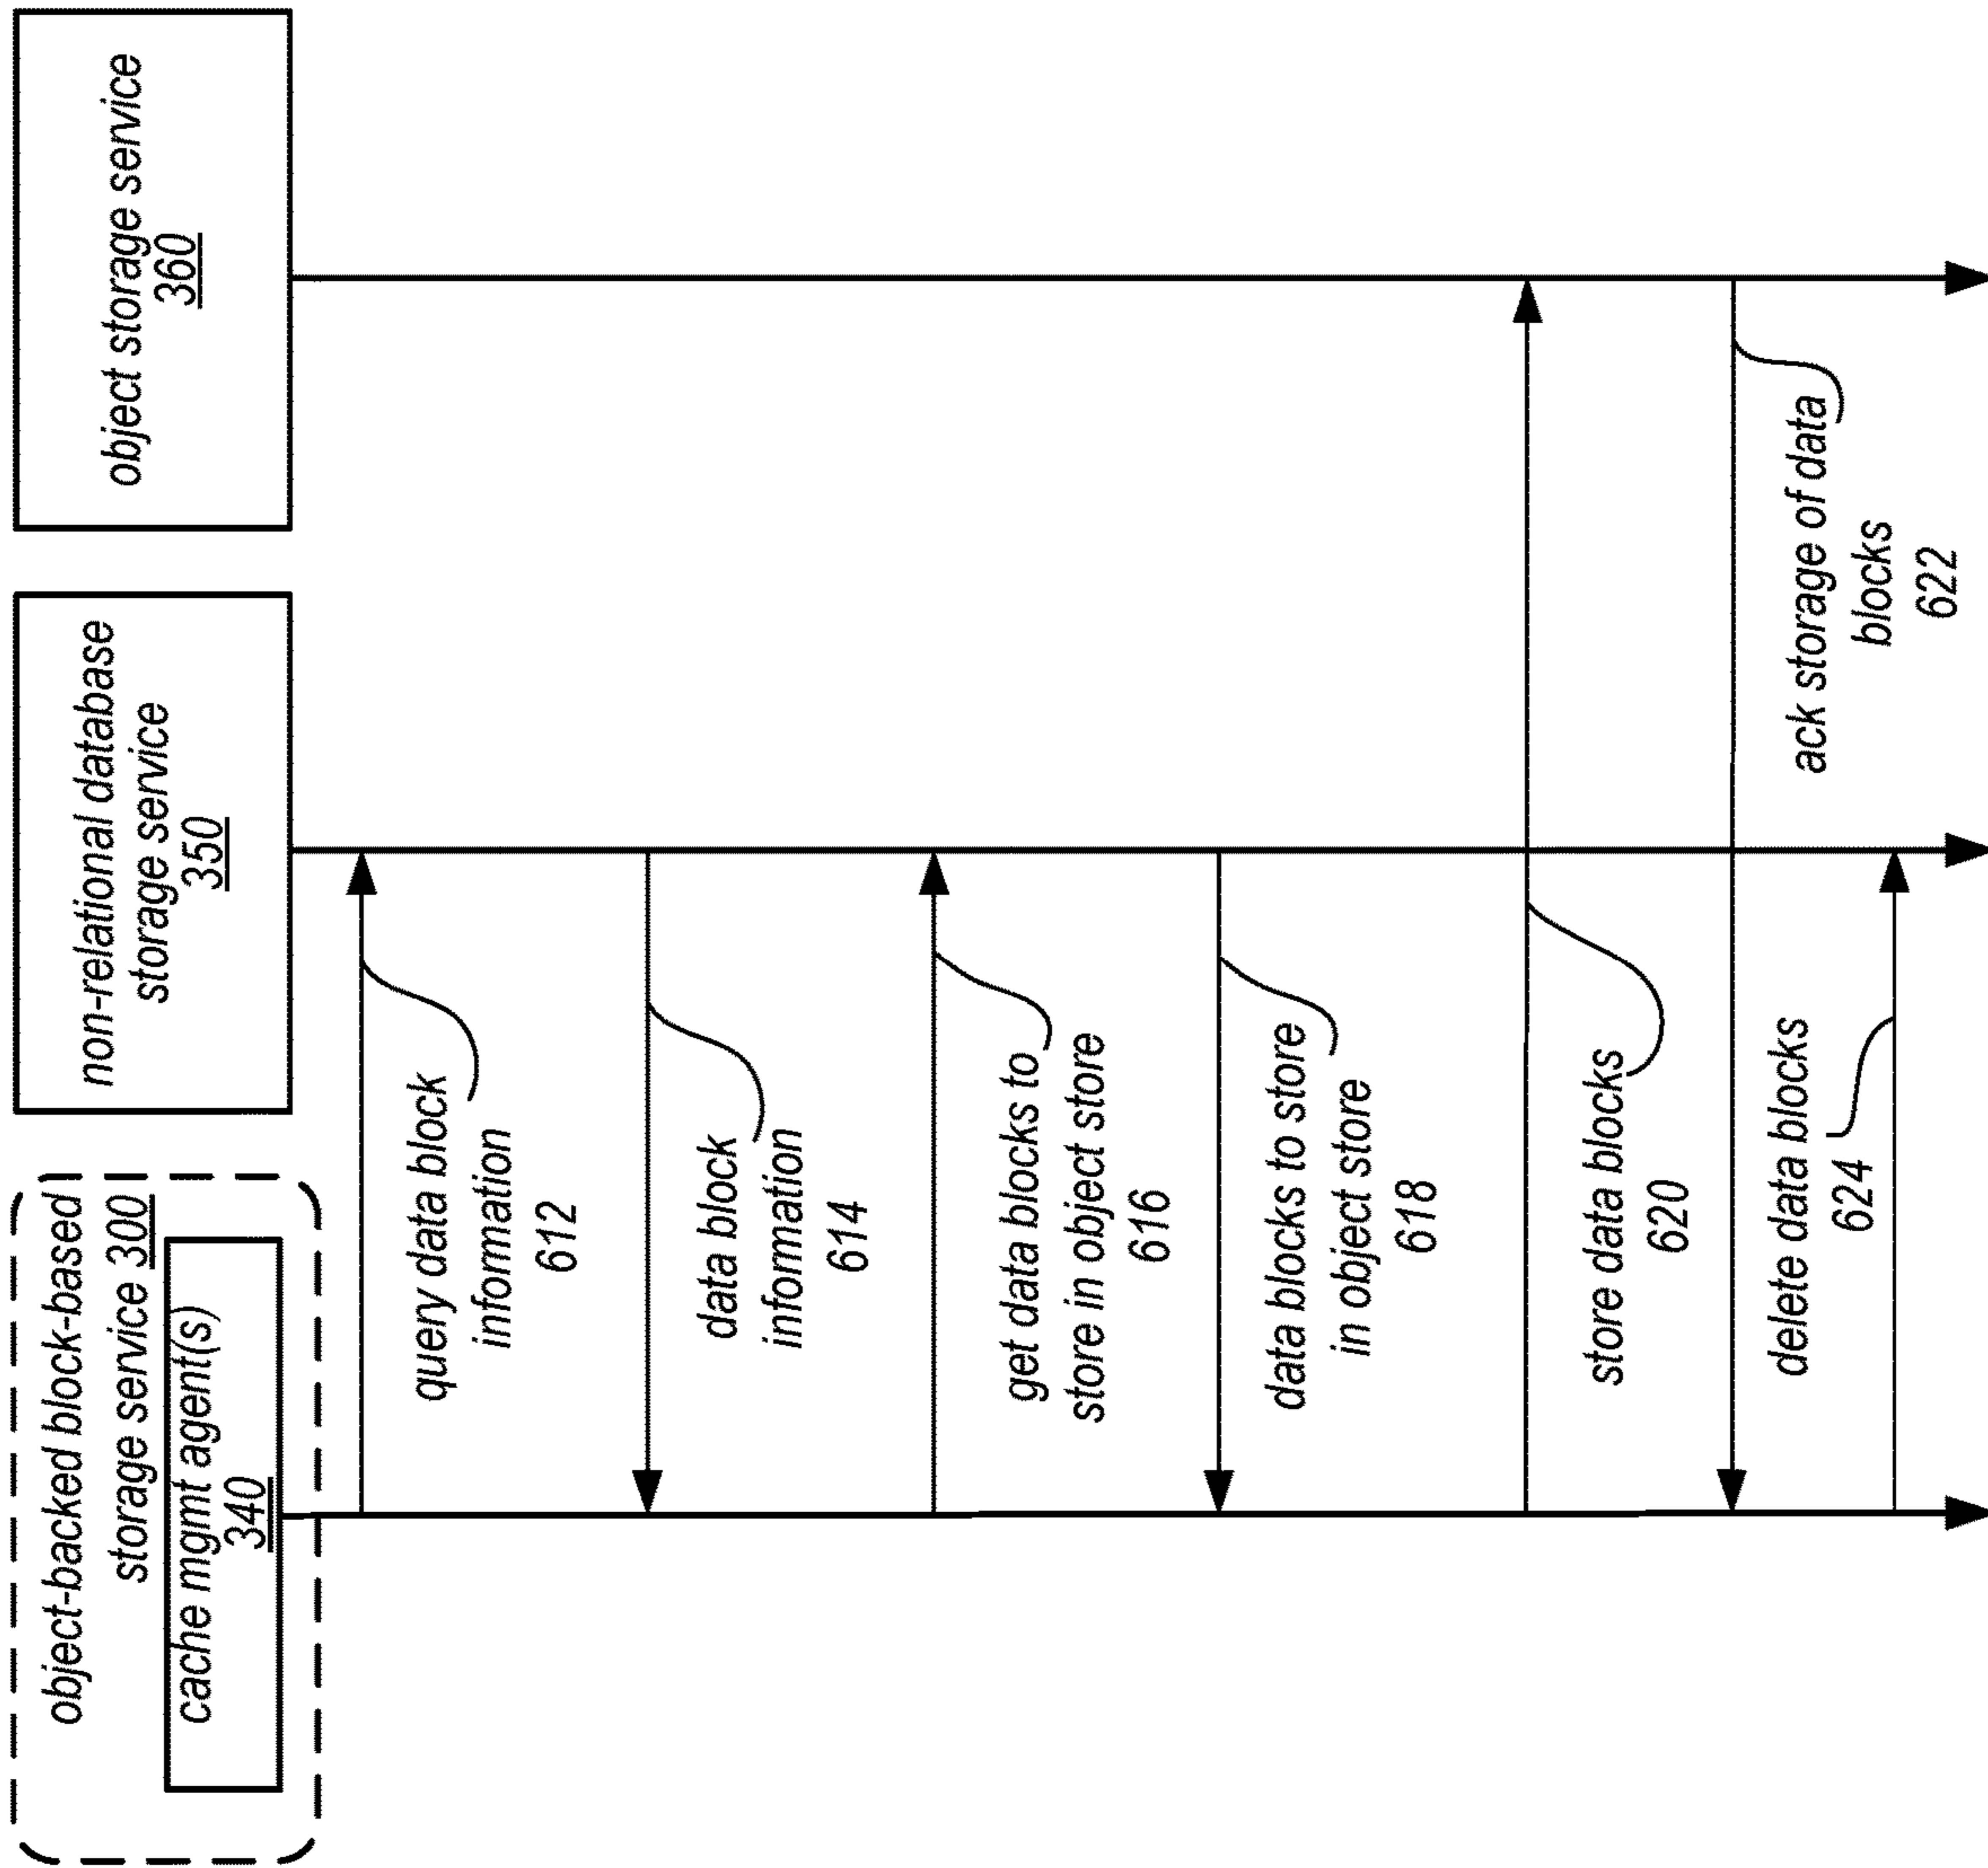 object-backed block-based
storage service 300
cache mgmt agent(s)
340
non-relational database
storage service
350
object storage service
360
query data block
information
612
data block
information
614
get data blocks to
store in object store
616
data blocks to store
in object store
618
store data blocks
620
ack storage of data
blocks
622
delete data blocks
624